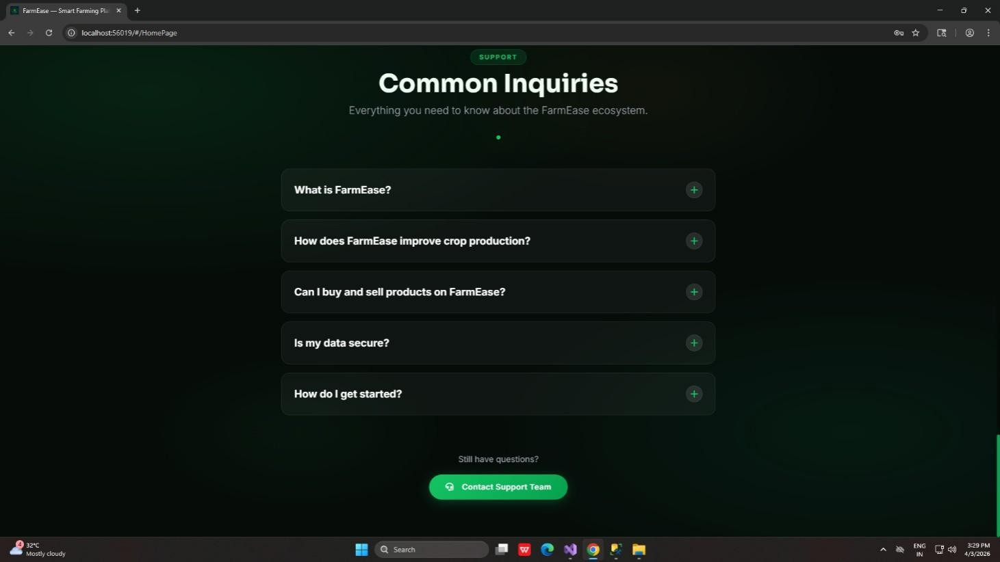 FarmEase — Smart Farming Pla
localhost:56019/#/HomePage
SUPPORT
Common Inquiries
Everything you need to know about the FarmEase ecosystem.
What is FarmEase?
How does FarmEase improve crop production?
Can I buy and sell products on FarmEase?
Is my data secure?
How do I get started?
Still have questions?
Contact Support Team
4
32°C
Mostly cloudy
Search
W
ENG
IN
3:29 PM
4/3/2026